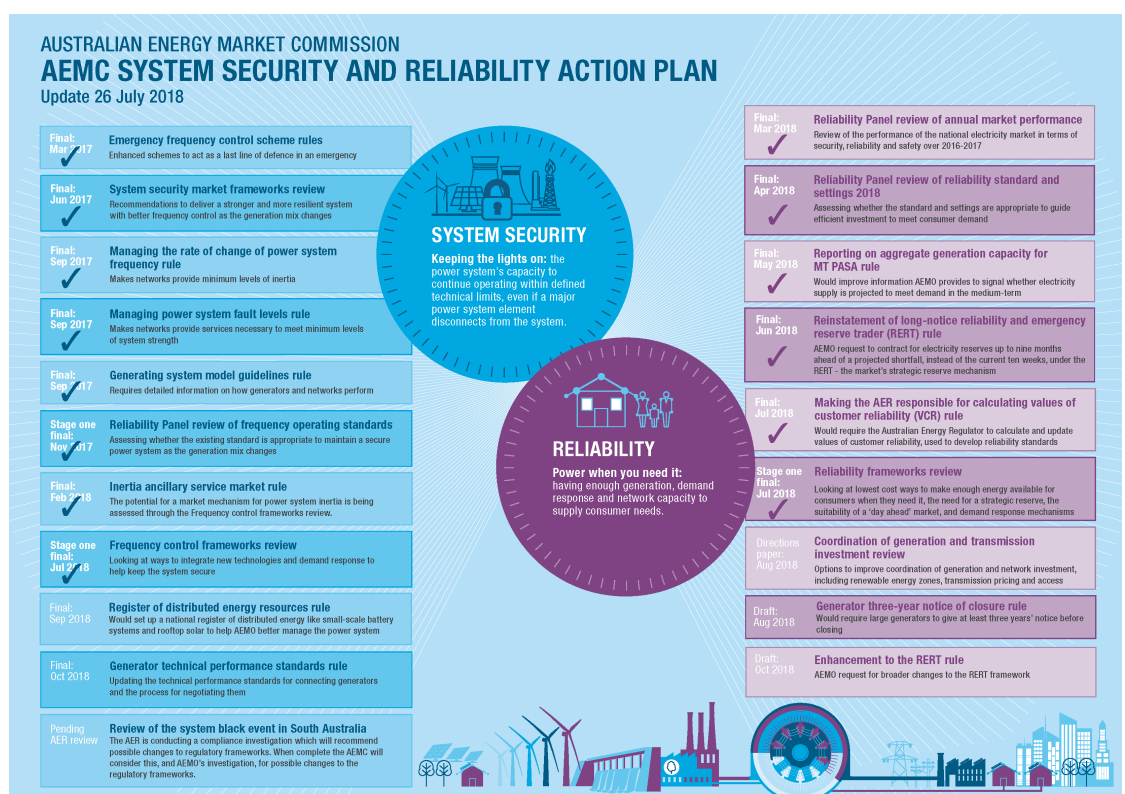 AUSTRALIAN ENERGY MARKET COMMISSION
AEMC SYSTEM SECURITY AND RELIABILITY ACTION PLAN
Update 26 July 2018
Final:
Mar 2017
Emergency frequency control scheme rules
Enhanced schemes to act as a last line of defence in an emergency
Final:
Jun 2017
System security market frameworks review
Recommendations to deliver a stronger and more resilient system
with better frequency control as the generation mix changes
Final:
Sep 2017
Managing the rate of change of power system
frequency rule
Makes networks provide minimum levels of inertia
Final:
Sep 2017
Managing power system fault levels rule
Makes networks provide services necessary to meet minimum levels
of system strength
Final:
Sep 2017
Generating system model guidelines rule
Requires detailed information on how generators and networks perform
Stage one
final:
Nov 2017
Reliability Panel review of frequency operating standards
Assessing whether the existing standard is appropriate to maintain a secure
power system as the generation mix changes
Final:
Feb 2018
Inertia ancillary service market rule
The potential for a market mechanism for power system inertia is being
assessed through the Frequency control frameworks review.
Stage one
final:
Jul 2018
Frequency control frameworks review
Looking at ways to integrate new technologies and demand response to
help keep the system secure
Final:
Sep 2018
Register of distributed energy resources rule
Would set up a national register of distributed energy like small-scale battery
systems and rooftop solar to help AEMO better manage the power system
Final:
Oct 2018
Generator technical performance standards rule
Updating the technical performance standards for connecting generators
and the process for negotiating them
Pending
AER review
Review of the system black event in South Australia
The AER is conducting a compliance investigation which will recommend
possible changes to regulatory frameworks. When complete the AEMC will
consider this, and AEMO's investigation, for possible changes to the
regulatory frameworks.
SYSTEM SECURITY
Keeping the lights on: the
power system's capacity to
continue operating within defined
technical limits, even if a major
power system element
disconnects from the system.
RELIABILITY
Power when you need it:
having enough generation, demand
response and network capacity to
supply consumer needs.
Final:
Mar 2018
Reliability Panel review of annual market performance
Review of the performance of the national electricity market in terms of
security, reliability and safety over 2016-2017
Final:
Apr 2018
Reliability Panel review of reliability standard and
settings 2018
Assessing whether the standard and settings are appropriate to guide
efficient investment to meet consumer demand
Final:
May 2018
Reporting on aggregate generation capacity for
MT PASA rule
Would improve information AEMO provides to signal whether electricity
supply is projected to meet demand in the medium-term
Final:
Jun 2018
Reinstatement of long-notice reliability and emergency
reserve trader (RERT) rule
AEMO request to contract for electricity reserves up to nine months
ahead of a projected shortfall, instead of the current ten weeks, under the
RERT - the market's strategic reserve mechanism
Final:
Jul 2018
Making the AER responsible for calculating values of
customer reliability (VCR) rule
Would require the Australian Energy Regulator to calculate and update
values of customer reliability, used to develop reliability standards
Stage one
final:
Jul 2018
Reliability frameworks review
Looking at lowest cost ways to make enough energy available for
consumers when they need it, the need for a strategic reserve, the
suitability of a 'day ahead' market, and demand response mechanisms
Directions
paper:
Aug 2018
Coordination of generation and transmission
investment review
Options to improve coordination of generation and network investment,
including renewable energy zones, transmission pricing and access
Draft:
Aug 2018
Generator three-year notice of closure rule
Would require large generators to give at least three years' notice before
closing
Draft:
Oct 2018
Enhancement to the RERT rule
AEMO request for broader changes to the RERT framework